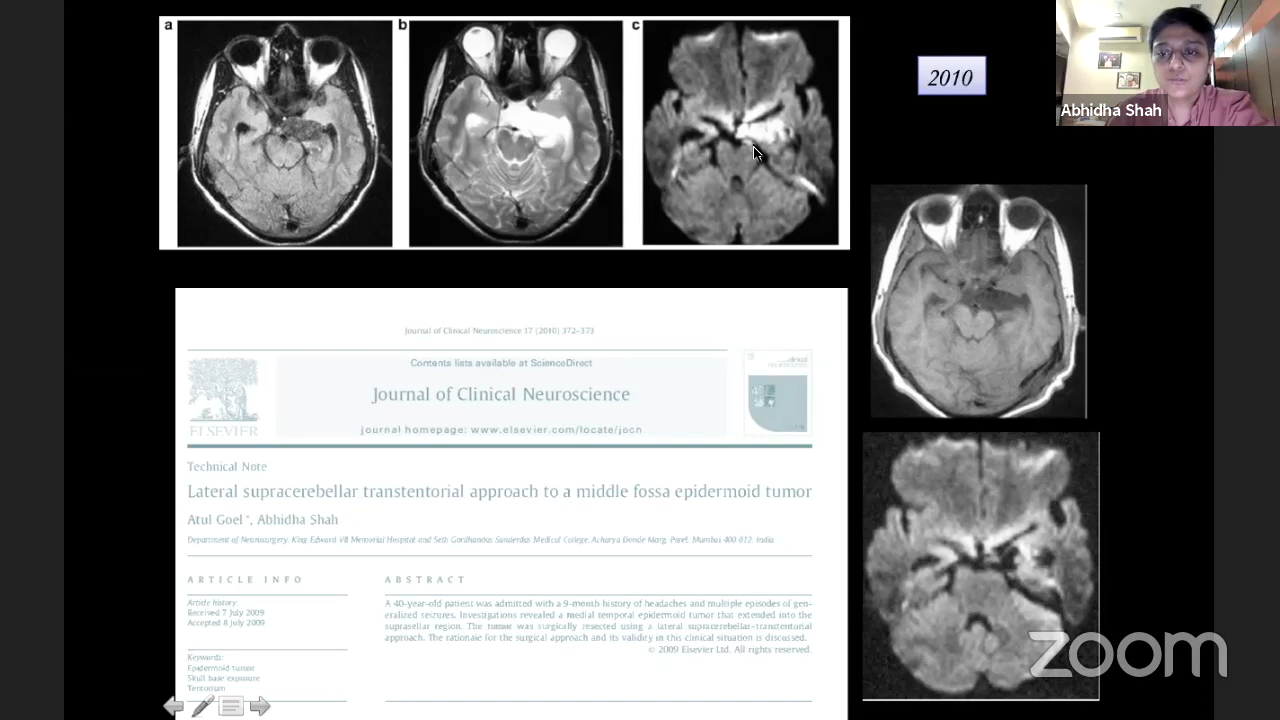 a
b
c
2010
Abhidha Shah
Journal of Clinical Neuroscience 17 (2010) 372–373
Contents lists available at ScienceDirect
Journal of Clinical Neuroscience
journal homepage: www.elsevier.com/locate/jocn
ELSEVIER
Technical Note
Lateral supracerebellar transtentorial approach to a middle fossa epidermoid tumor
Atul Goel *, Abhidha Shah
Department of Neurosurgery, King Edward VII Memorial Hospital and Seth Gordhandas Sunderdas Medical College, Acharya Donde Marg, Parel, Mumbai 400 012, India
ARTICLE INFO
Article history:
Received 7 July 2009
Accepted 8 July 2009
Keywords:
Epidermoid tumor
Skull base exposure
Tentorium
ABSTRACT
A 40-year-old patient was admitted with a 9-month history of headaches and multiple episodes of gen-
eralized seizures. Investigations revealed a medial temporal epidermoid tumor that extended into the
suprasellar region. The tumor was surgically resected using a lateral supracerebellar–transtentorial
approach. The rationale for the surgical approach and its validity in this clinical situation is discussed.
© 2009 Elsevier Ltd. All rights reserved.
zoom